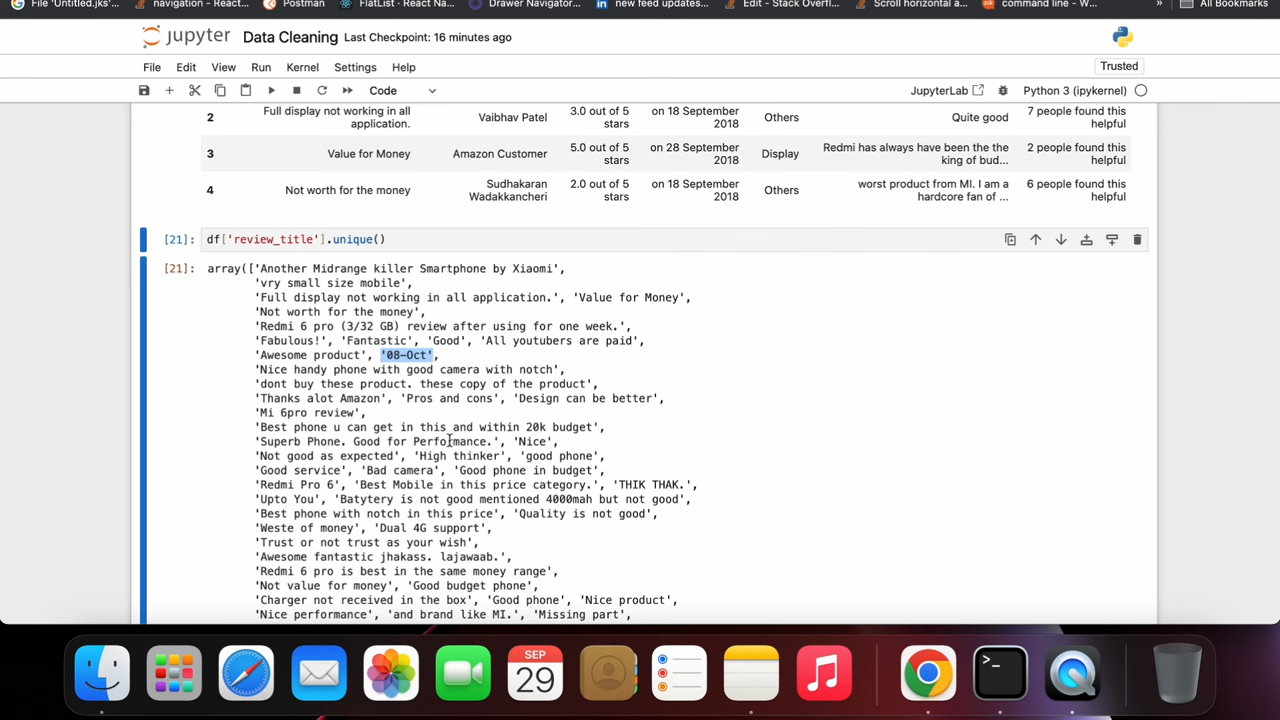 File 'Untitled.jks'...
navigation - React...
Postman
FlatList · React Na...
Drawer Navigator...
new feed updates...
Edit - Stack Overfl...
Scroll horizontal a...
command line - W...
»
All Bookmarks
jupyter Data Cleaning Last Checkpoint: 16 minutes ago
File Edit View Run Kernel Settings Help
Trusted
Code
JupyterLab
Python 3 (ipykernel)
2 Full display not working in all application. Vaibhav Patel 3.0 out of 5 stars on 18 September 2018 Others Quite good 7 people found this helpful
3 Value for Money Amazon Customer 5.0 out of 5 stars on 28 September 2018 Display Redmi has always have been the the king of bud... 2 people found this helpful
4 Not worth for the money Sudhakaran Wadakkancheri 2.0 out of 5 stars on 18 September 2018 Others worst product from MI. I am a hardcore fan of ... 6 people found this helpful
[21]: df['review_title'].unique()
[21]: array(['Another Midrange killer Smartphone by Xiaomi',
'vry small size mobile',
'Full display not working in all application.', 'Value for Money',
'Not worth for the money',
'Redmi 6 pro (3/32 GB) review after using for one week.',
'Fabulous!', 'Fantastic', 'Good', 'All youtubers are paid',
'Awesome product', '08-Oct',
'Nice handy phone with good camera with notch',
'dont buy these product. these copy of the product',
'Thanks alot Amazon', 'Pros and cons', 'Design can be better',
'Mi 6pro review',
'Best phone u can get in this and within 20k budget',
'Superb Phone. Good for Performance.', 'Nice',
'Not good as expected', 'High thinker', 'good phone',
'Good service', 'Bad camera', 'Good phone in budget',
'Redmi Pro 6', 'Best Mobile in this price category.', 'THIK THAK.',
'Upto You', 'Batytery is not good mentioned 4000mah but not good',
'Best phone with notch in this price', 'Quality is not good',
'Weste of money', 'Dual 4G support',
'Trust or not trust as your wish',
'Awesome fantastic jhakass. lajawaab.',
'Redmi 6 pro is best in the same money range',
'Not value for money', 'Good budget phone',
'Charger not received in the box', 'Good phone', 'Nice product',
'Nice performance', 'and brand like MI.', 'Missing part',
SEP
29
>_